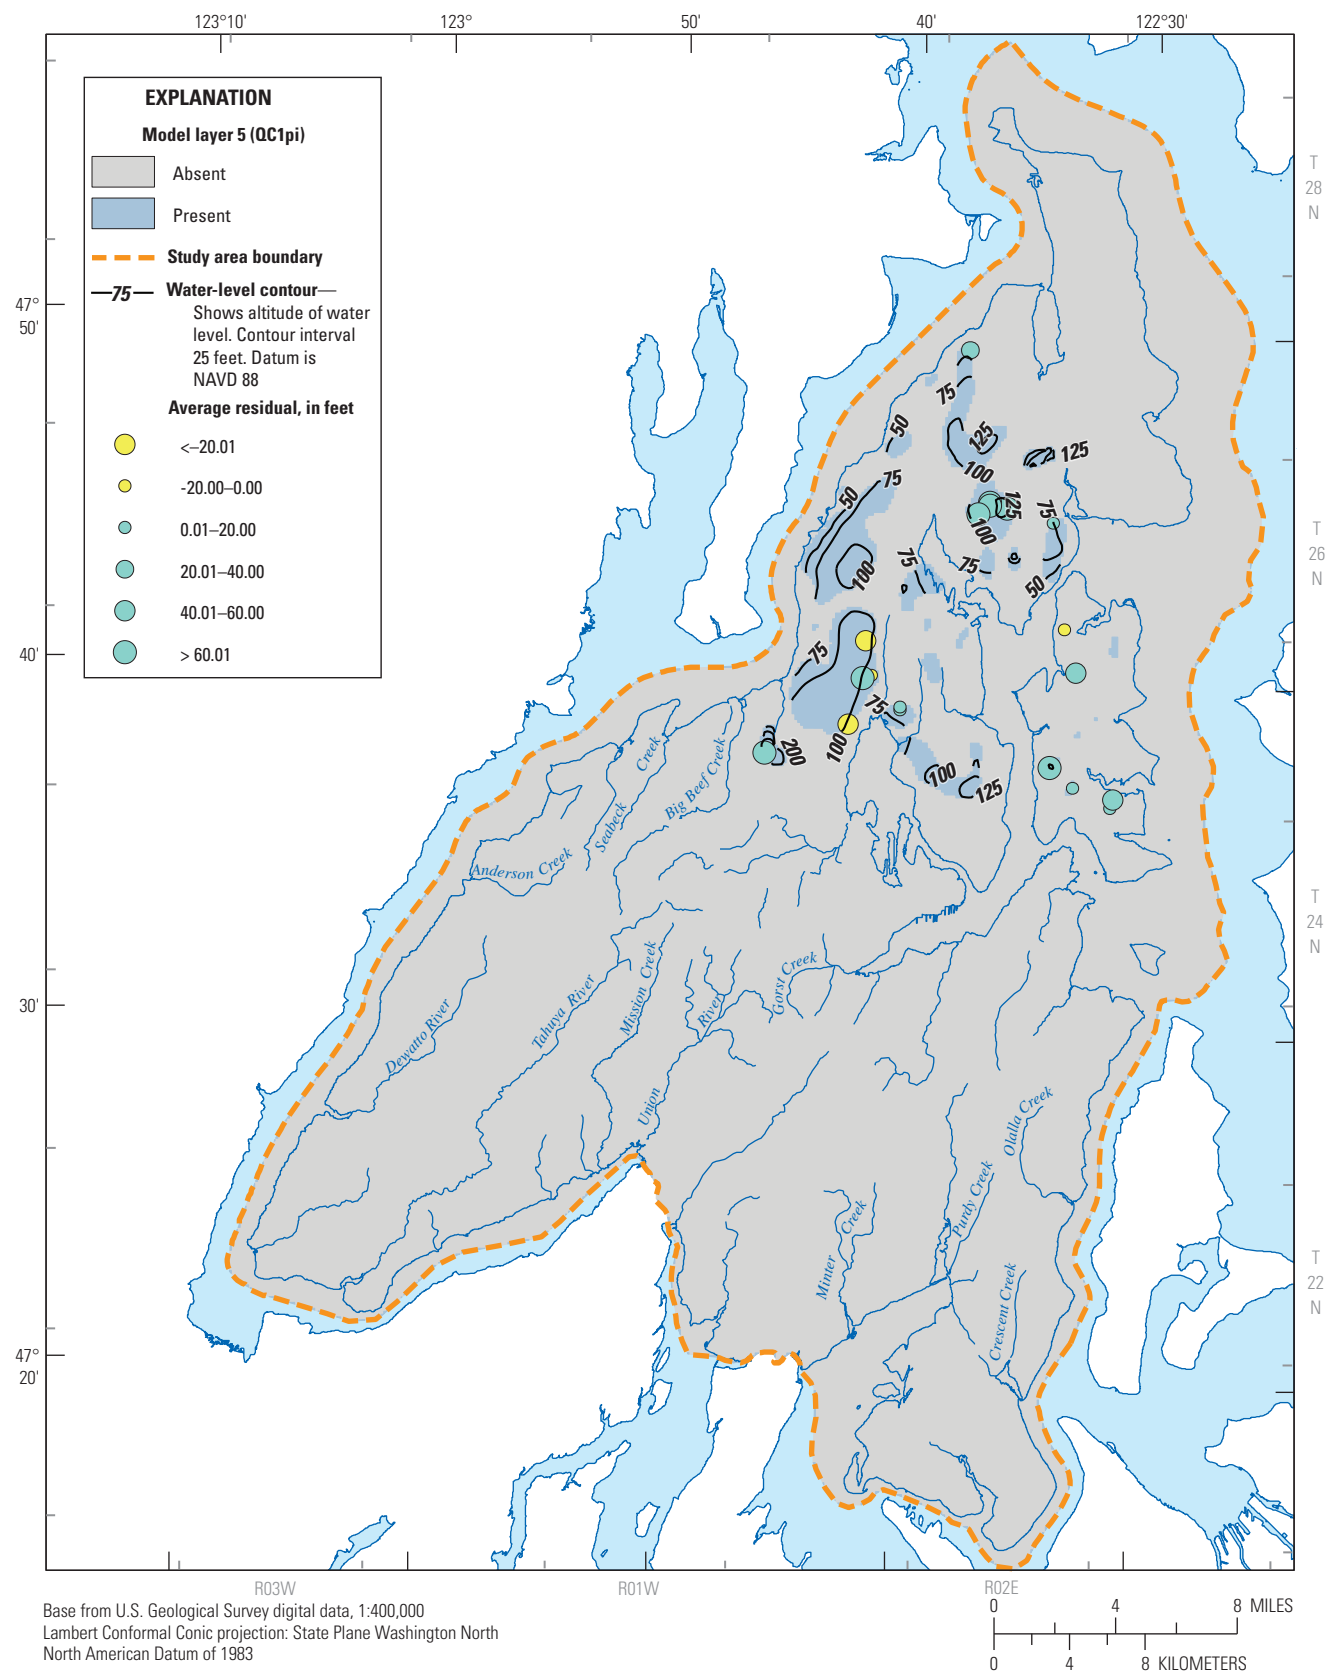 123°10'
123°
50'
40'
122°30'
EXPLANATION
Model layer 5 (QC1pi)
Absent
Present
Study area boundary
75 Water-level contour—
Shows altitude of water
level. Contour interval
25 feet. Datum is
NAVD 88
Average residual, in feet
<–20.01
-20.00–0.00
0.01–20.00
20.01–40.00
40.01–60.00
> 60.01
T
28
N
47°
50'
75
50
125
125
100
75
50
125
75
100
100
75
75
50
T
26
N
40'
75
75
200
100
100
125
Creek
Seabeck
Big Beef Creek
Anderson Creek
T
24
N
30'
Dewatto River
Tahuya River
Mission Creek
River
Union
Gorst Creek
Olalla Creek
Purdy Creek
Creek
Minter
Crescent Creek
T
22
N
47°
20'
R03W
R01W
R02E
Base from U.S. Geological Survey digital data, 1:400,000
Lambert Conformal Conic projection: State Plane Washington North
North American Datum of 1983
0 4 8 MILES
0 4 8 KILOMETERS